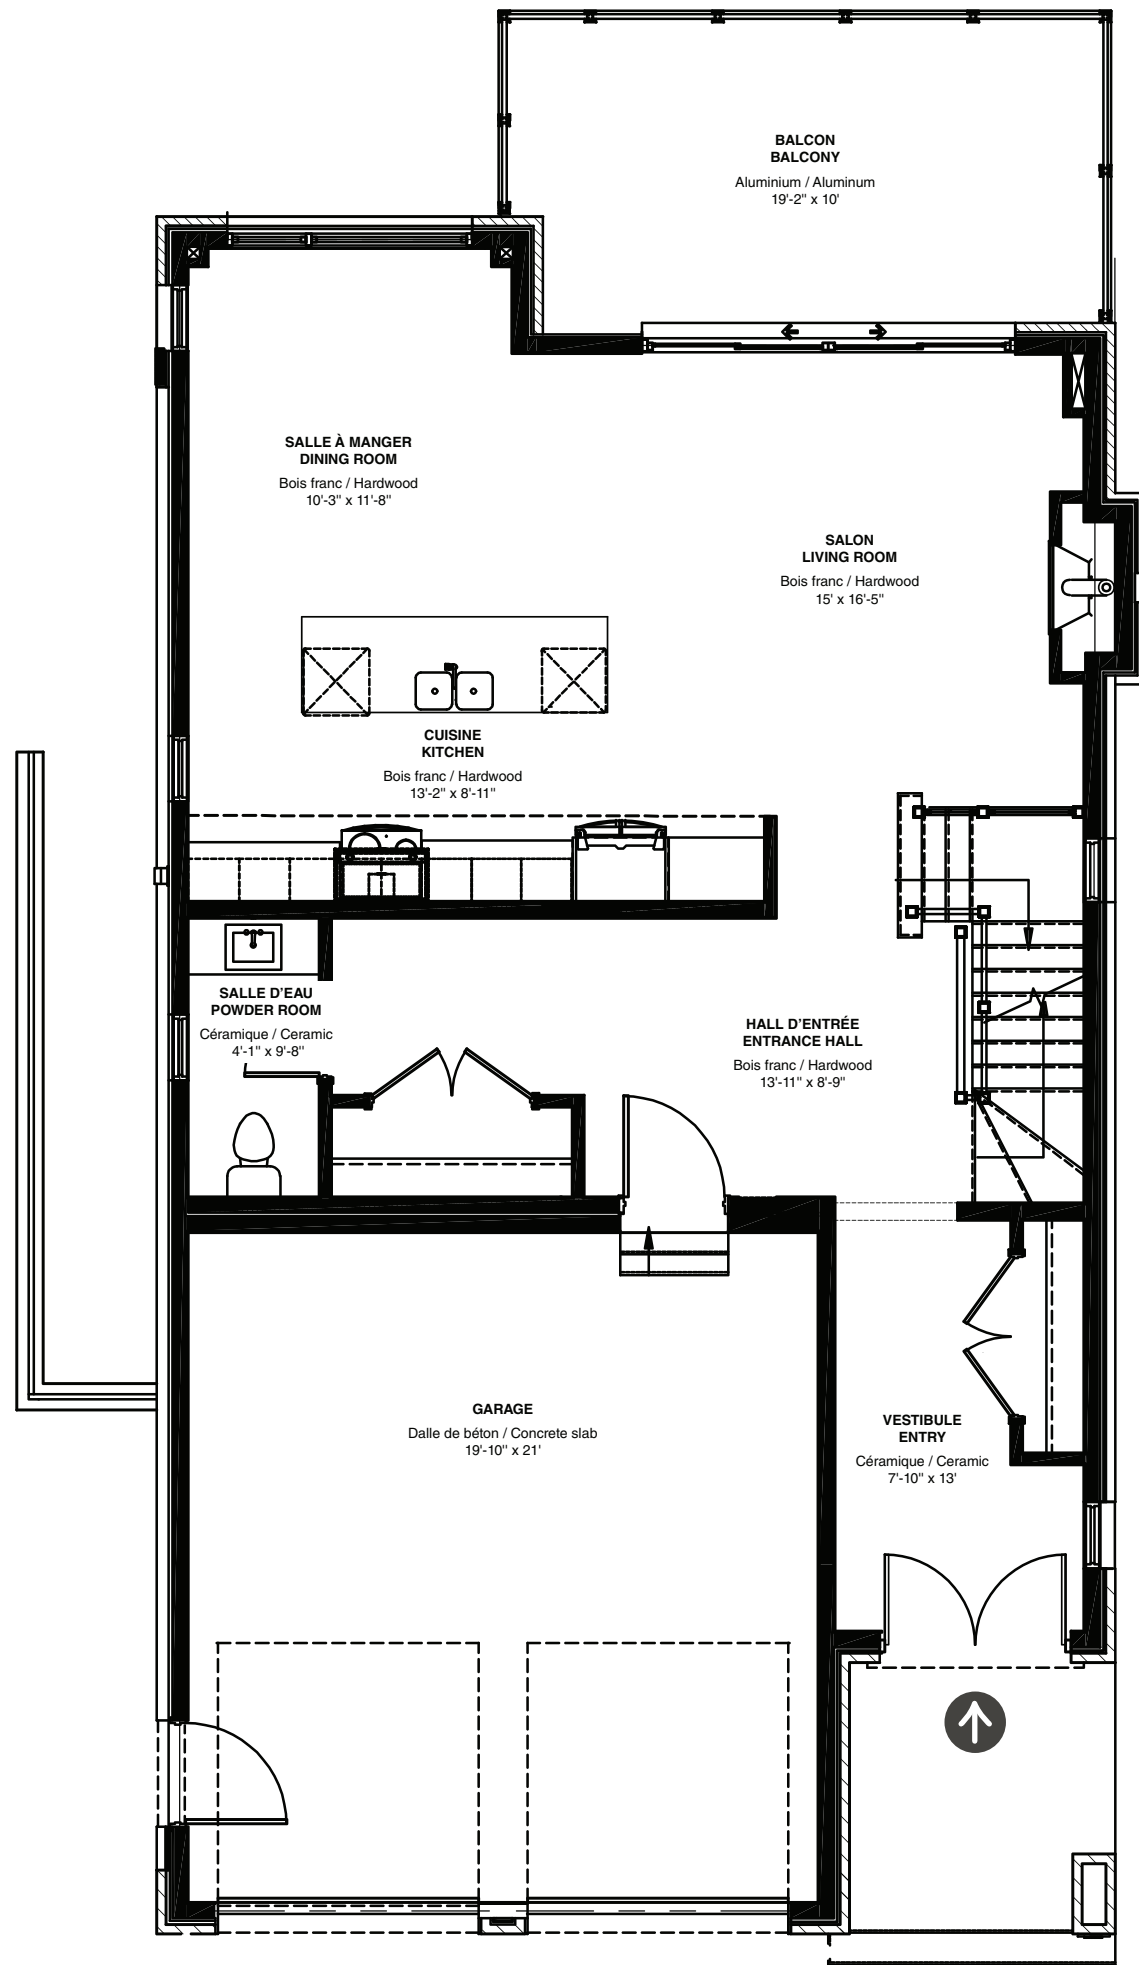 BALCON
BALCONY
Aluminium / Aluminum
19'-2" x 10'
SALLE À MANGER
DINING ROOM
Bois franc / Hardwood
10'-3" x 11'-8"
SALON
LIVING ROOM
Bois franc / Hardwood
15' x 16'-5"
CUISINE
KITCHEN
Bois franc / Hardwood
13'-2" x 8'-11"
SALLE D'EAU
POWDER ROOM
Céramique / Ceramic
4'-1" x 9'-8"
HALL D'ENTRÉE
ENTRANCE HALL
Bois franc / Hardwood
13'-11" x 8'-9"
GARAGE
Dalle de béton / Concrete slab
19'-10" x 21'
VESTIBULE
ENTRY
Céramique / Ceramic
7'-10" x 13'